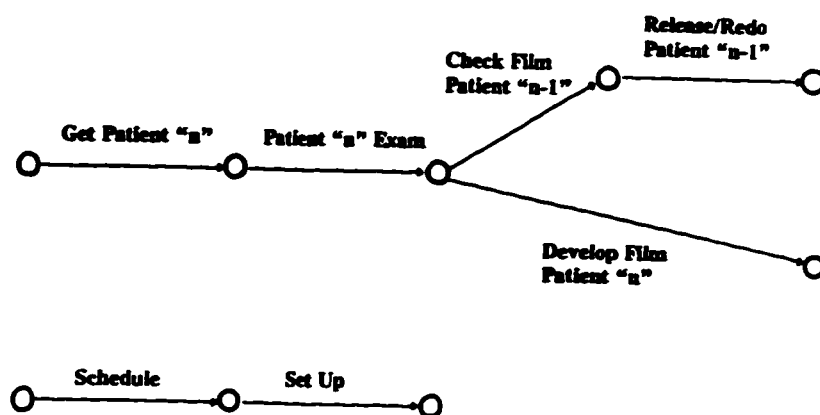 Release/Redo
Patient "n-1"
Check Film
Patient "n-1"
Get Patient "n"
Patient "n" Exam
Develop Film
Patient "n"
Schedule
Set Up